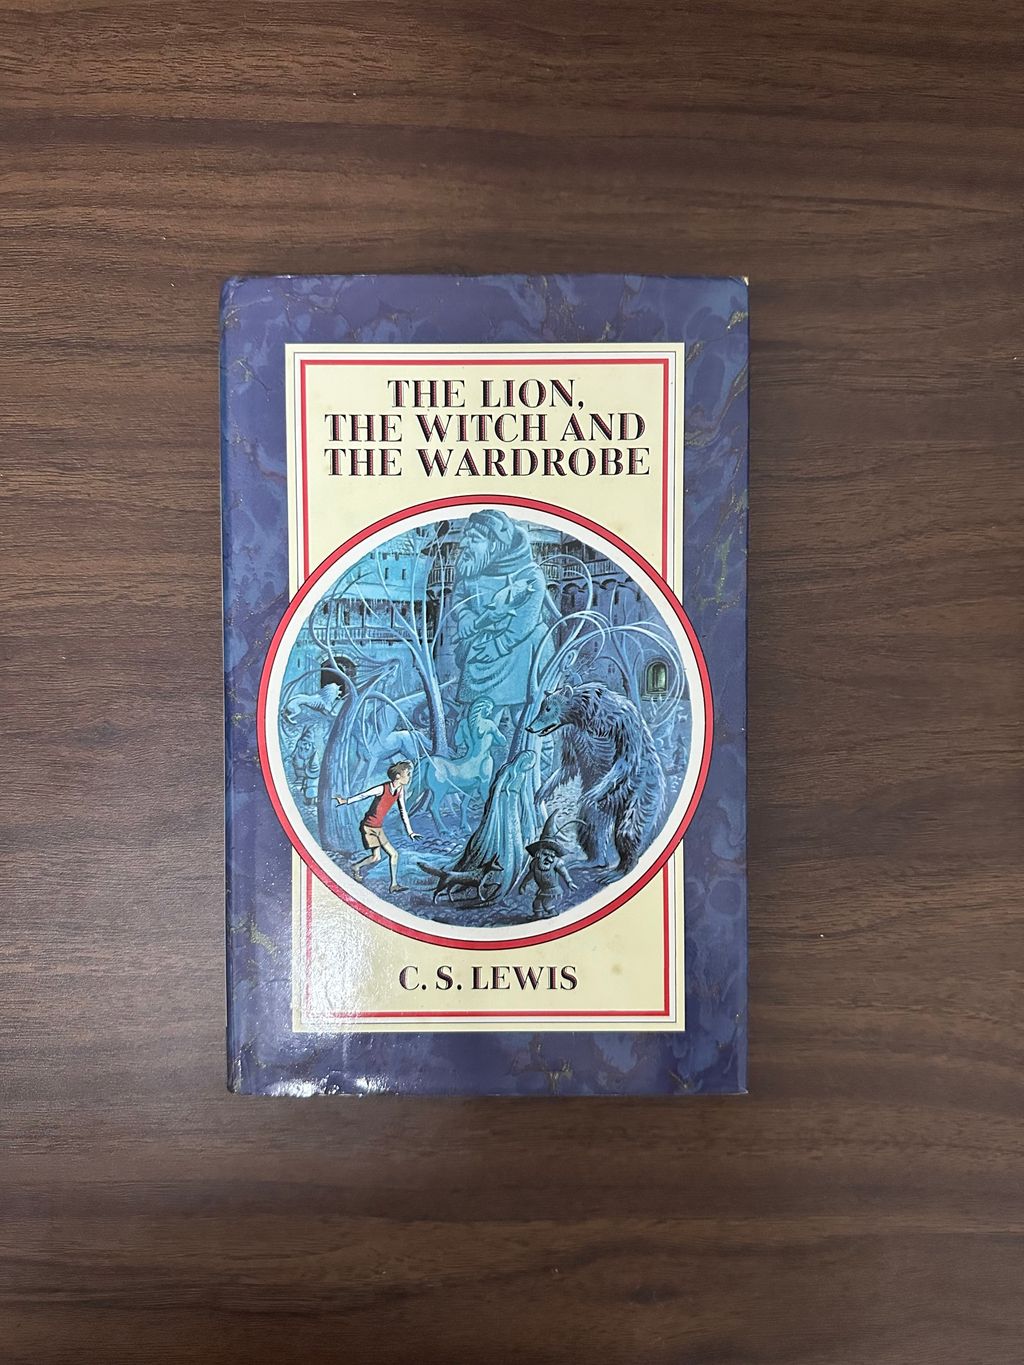 THE LION,
THE WITCH AND
THE WARDROBE
C. S. LEWIS